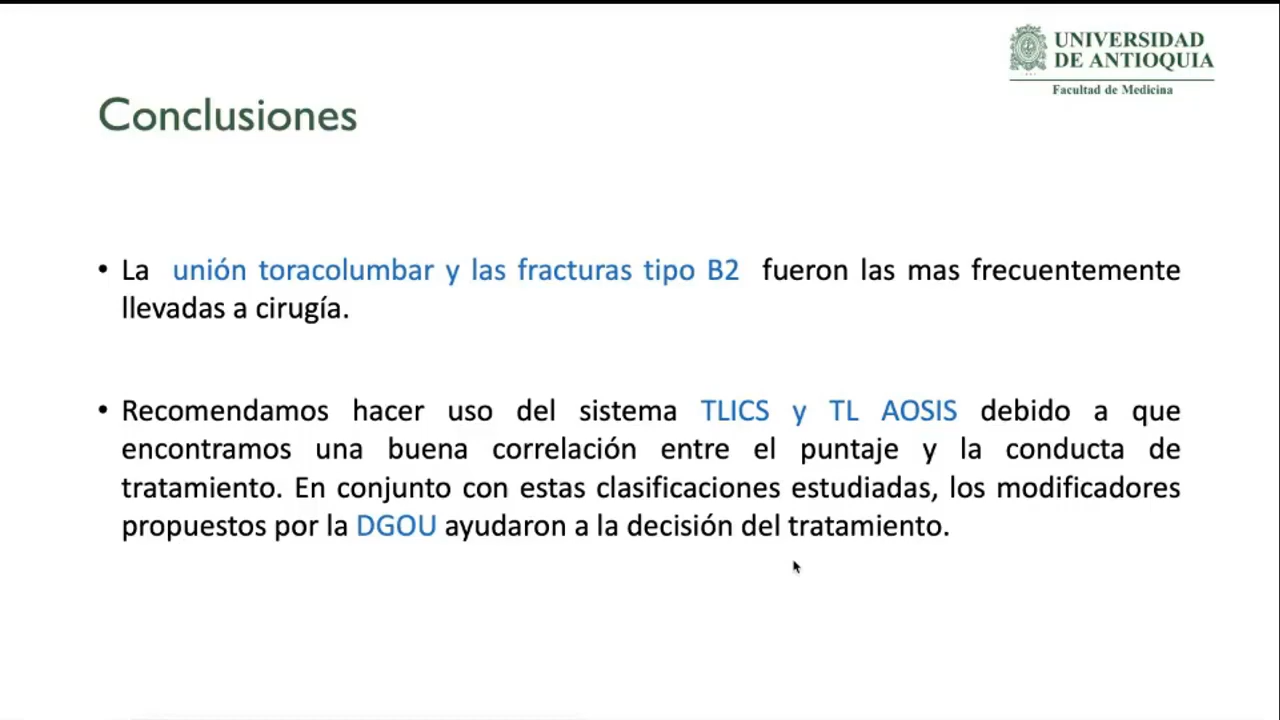 UNIVERSIDAD
DE ANTIOQUIA
Facultad de Medicina
Conclusiones
• La unión toracolumbar y las fracturas tipo B2 fueron las mas frecuentemente
llevadas a cirugía.
• Recomendamos hacer uso del sistema TLICS y TL AOSIS debido a que
encontramos una buena correlación entre el puntaje y la conducta de
tratamiento. En conjunto con estas clasificaciones estudiadas, los modificadores
propuestos por la DGOU ayudaron a la decisión del tratamiento.